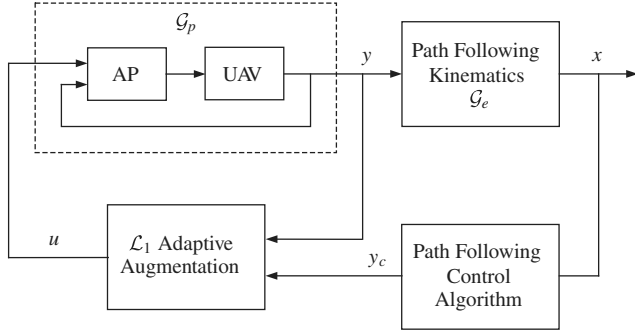 𝒢p
AP
UAV
y
Path Following
Kinematics
𝒢e
x
u
ℒ1 Adaptive
Augmentation
yc
Path Following
Control
Algorithm